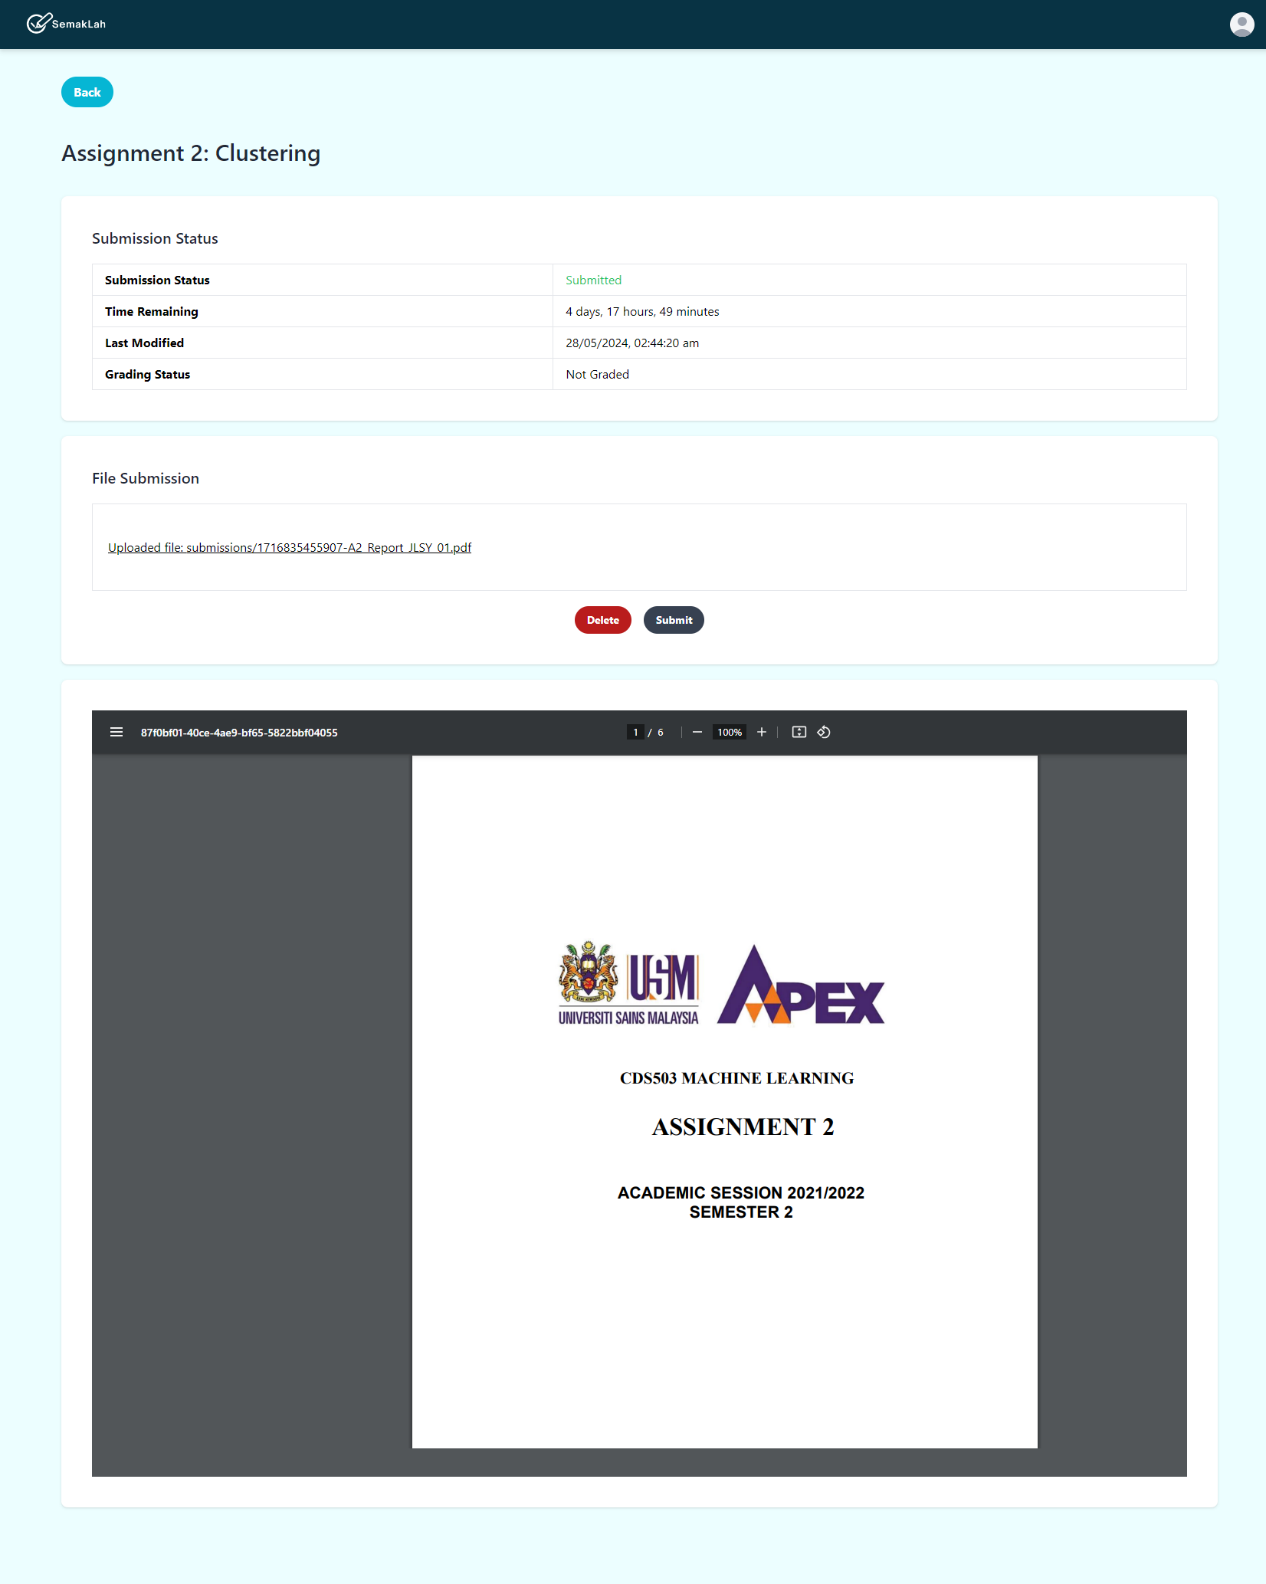 SemakLah
Back
Assignment 2: Clustering
Submission Status
Submission Status Submitted
Time Remaining 4 days, 17 hours, 49 minutes
Last Modified 28/05/2024, 02:44:20 am
Grading Status Not Graded
File Submission
Uploaded file: submissions/1716835455907-A2_Report_JLSY_01.pdf
Delete Submit
87f0bf01-40ce-4ae9-bf65-5822bbf04055 1 / 6 100%
USM
UNIVERSITI SAINS MALAYSIA
APEX
CDS503 MACHINE LEARNING
ASSIGNMENT 2
ACADEMIC SESSION 2021/2022
SEMESTER 2